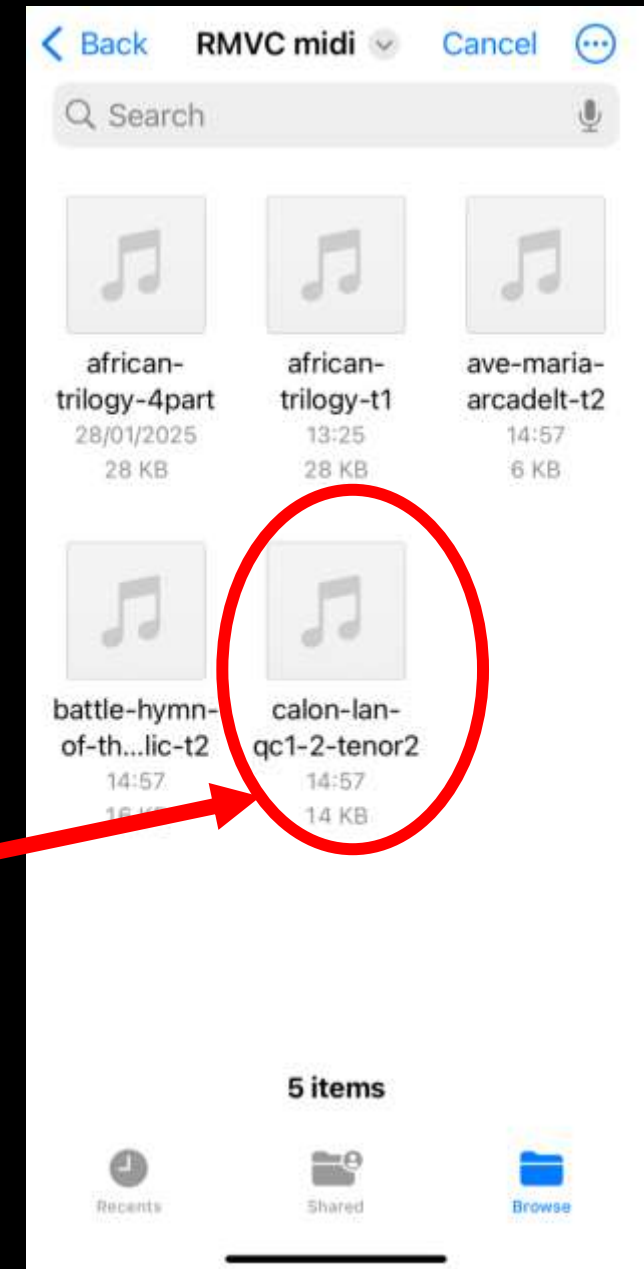 Back RMVC midi Cancel
Search
african-
trilogy-4part
28/01/2025
28 KB
african-
trilogy-t1
13:25
28 KB
ave-maria-
arcadelt-t2
14:57
6 KB
battle-hymn-
of-th...lic-t2
14:57
calon-lan-
qc1-2-tenor2
14:57
14 KB
5 items
Recents Shared Browse